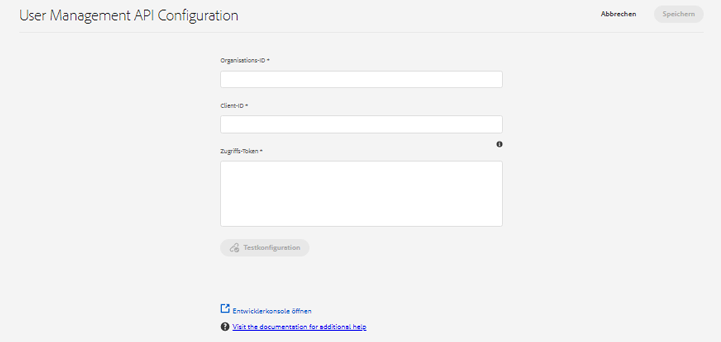 User Management API Configuration
Abbrechen
Speichern
Organisations-ID *
Client-ID *
Zugriffs-Token *
Testkonfiguration
Entwicklerkonsole öffnen
Visit the documentation for additional help